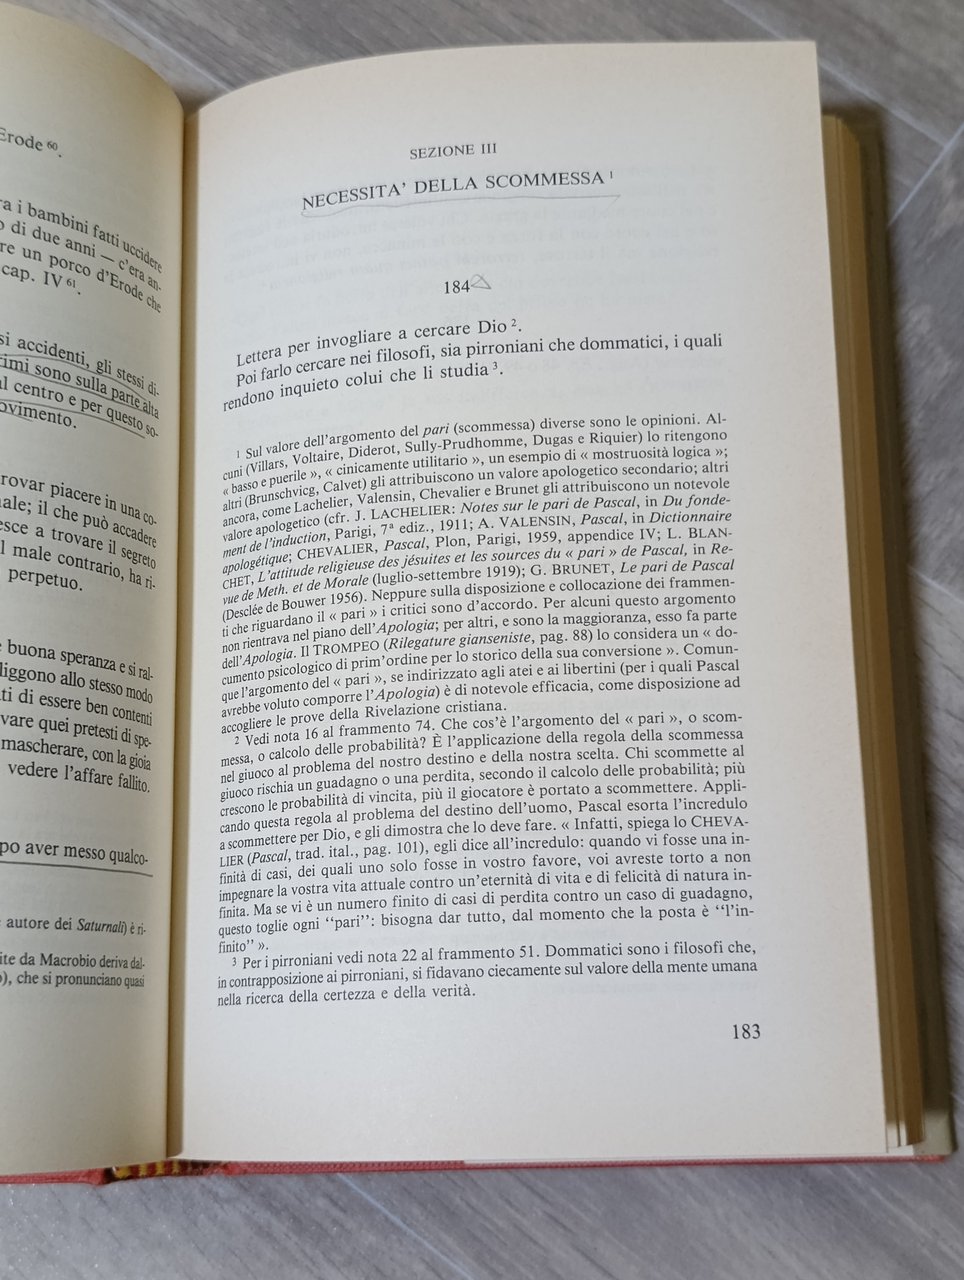 Erode 60.
ra i bambini fatti uccidere
o di due anni — c'era an-
re un porco d'Erode che
cap. IV 61.
si accidenti, gli stessi di-
rimi sono sulla parte alta
l centro e per questo so-
ovimento.
rovar piacere in una co-
nale; il che può accadere
esce a trovare il segreto
l male contrario, ha ri-
perpetuo.
e buona speranza e si ral-
liggono allo stesso modo
ti di essere ben contenti
vare quei pretesti di spe-
mascherare, con la gioia
vedere l'affare fallito.
po aver messo qualco-
autore dei Saturnali) è ri-
ite da Macrobio deriva dal-
o), che si pronunciano quasi
SEZIONE III
NECESSITA' DELLA SCOMMESSA 1
184
Lettera per invogliare a cercare Dio 2.
Poi farlo cercare nei filosofi, sia pirroniani che dommatici, i quali
rendono inquieto colui che li studia 3.
1 Sul valore dell'argomento del pari (scommessa) diverse sono le opinioni. Al-
cuni (Villars, Voltaire, Diderot, Sully-Prudhomme, Dugas e Riquier) lo ritengono
« basso e puerile », « cinicamente utilitario », un esempio di « mostruosità logica »;
altri (Brunschvicg, Calvet) gli attribuiscono un valore apologetico secondario; altri
ancora, come Lachelier, Valensin, Chevalier e Brunet gli attribuiscono un notevole
valore apologetico (cfr. J. LACHELIER: Notes sur le pari de Pascal, in Du fonde-
ment de l'induction, Parigi, 7ª ediz., 1911; A. VALENSIN, Pascal, in Dictionnaire
apologétique; CHEVALIER, Pascal, Plon, Parigi, 1959, appendice IV; L. BLAN-
CHET, L'attitude religieuse des jésuites et les sources du « pari » de Pascal, in Re-
vue de Meth. et de Morale (luglio-settembre 1919); G. BRUNET, Le pari de Pascal
(Desclée de Bouwer 1956). Neppure sulla disposizione e collocazione dei frammen-
ti che riguardano il « pari » i critici sono d'accordo. Per alcuni questo argomento
non rientrava nel piano dell'Apologia; per altri, e sono la maggioranza, esso fa parte
dell'Apologia. Il TROMPEO (Rilegature gianseniste, pag. 88) lo considera un « do-
cumento psicologico di prim'ordine per lo storico della sua conversione ». Comun-
que l'argomento del « pari », se indirizzato agli atei e ai libertini (per i quali Pascal
avrebbe voluto comporre l'Apologia) è di notevole efficacia, come disposizione ad
accogliere le prove della Rivelazione cristiana.
2 Vedi nota 16 al frammento 74. Che cos'è l'argomento del « pari », o scom-
messa, o calcolo delle probabilità? È l'applicazione della regola della scommessa
nel giuoco al problema del nostro destino e della nostra scelta. Chi scommette al
giuoco rischia un guadagno o una perdita, secondo il calcolo delle probabilità; più
crescono le probabilità di vincita, più il giocatore è portato a scommettere. Appli-
cando questa regola al problema del destino dell'uomo, Pascal esorta l'incredulo
a scommettere per Dio, e gli dimostra che lo deve fare. « Infatti, spiega lo CHEVA-
LIER (Pascal, trad. ital., pag. 101), egli dice all'incredulo: quando vi fosse una in-
finità di casi, dei quali uno solo fosse in vostro favore, voi avreste torto a non
impegnare la vostra vita attuale contro un'eternità di vita e di felicità di natura in-
finita. Ma se vi è un numero finito di casi di perdita contro un caso di guadagno,
questo toglie ogni "pari": bisogna dar tutto, dal momento che la posta è "l'in-
finito" ».
3 Per i pirroniani vedi nota 22 al frammento 51. Dommatici sono i filosofi che,
in contrapposizione ai pirroniani, si fidavano ciecamente sul valore della mente umana
nella ricerca della certezza e della verità.
183